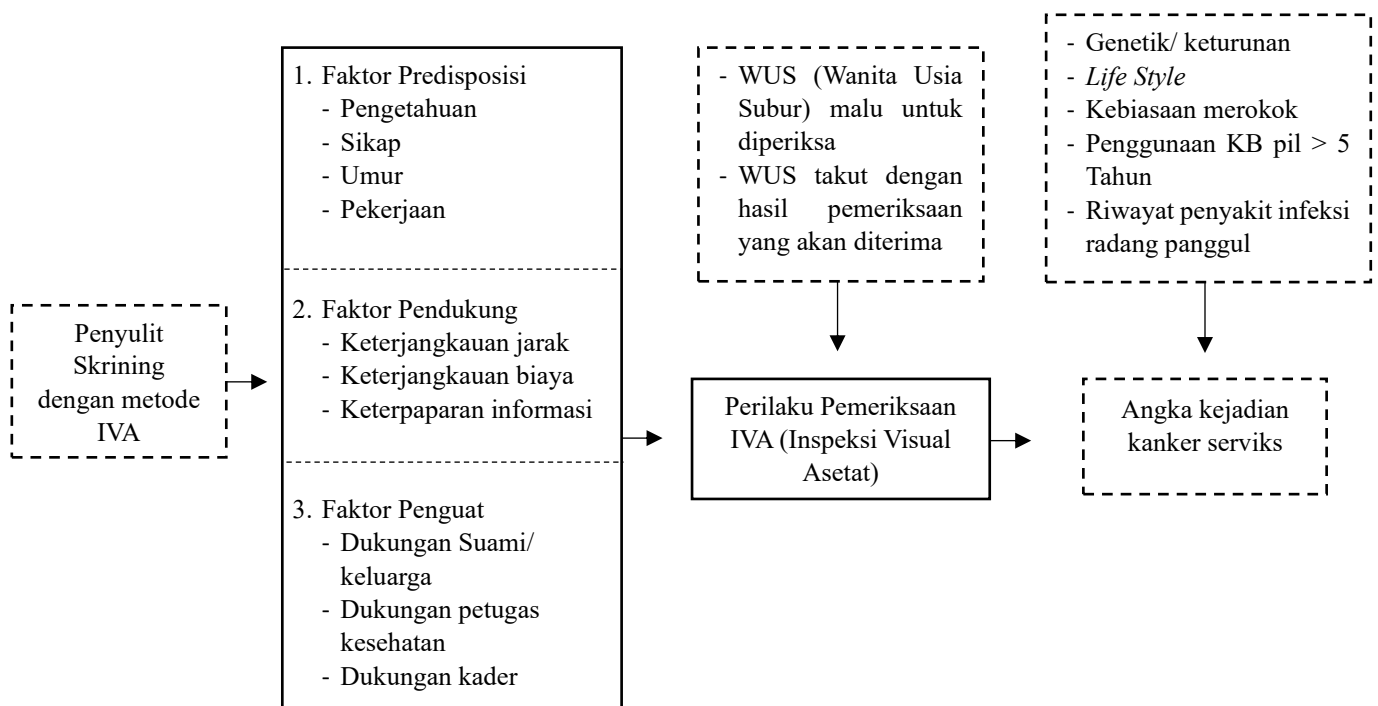 Penyulit
Skrining
dengan metode
IVA
1. Faktor Predisposisi
- Pengetahuan
- Sikap
- Umur
- Pekerjaan
2. Faktor Pendukung
- Keterjangkauan jarak
- Keterjangkauan biaya
- Keterpaparan informasi
3. Faktor Penguat
- Dukungan Suami/
keluarga
- Dukungan petugas
kesehatan
- Dukungan kader
- WUS (Wanita Usia
Subur) malu untuk
diperiksa
- WUS takut dengan
hasil pemeriksaan
yang akan diterima
Perilaku Pemeriksaan
IVA (Inspeksi Visual
Asetat)
- Genetik/ keturunan
- Life Style
- Kebiasaan merokok
- Penggunaan KB pil > 5
Tahun
- Riwayat penyakit infeksi
radang panggul
Angka kejadian
kanker serviks